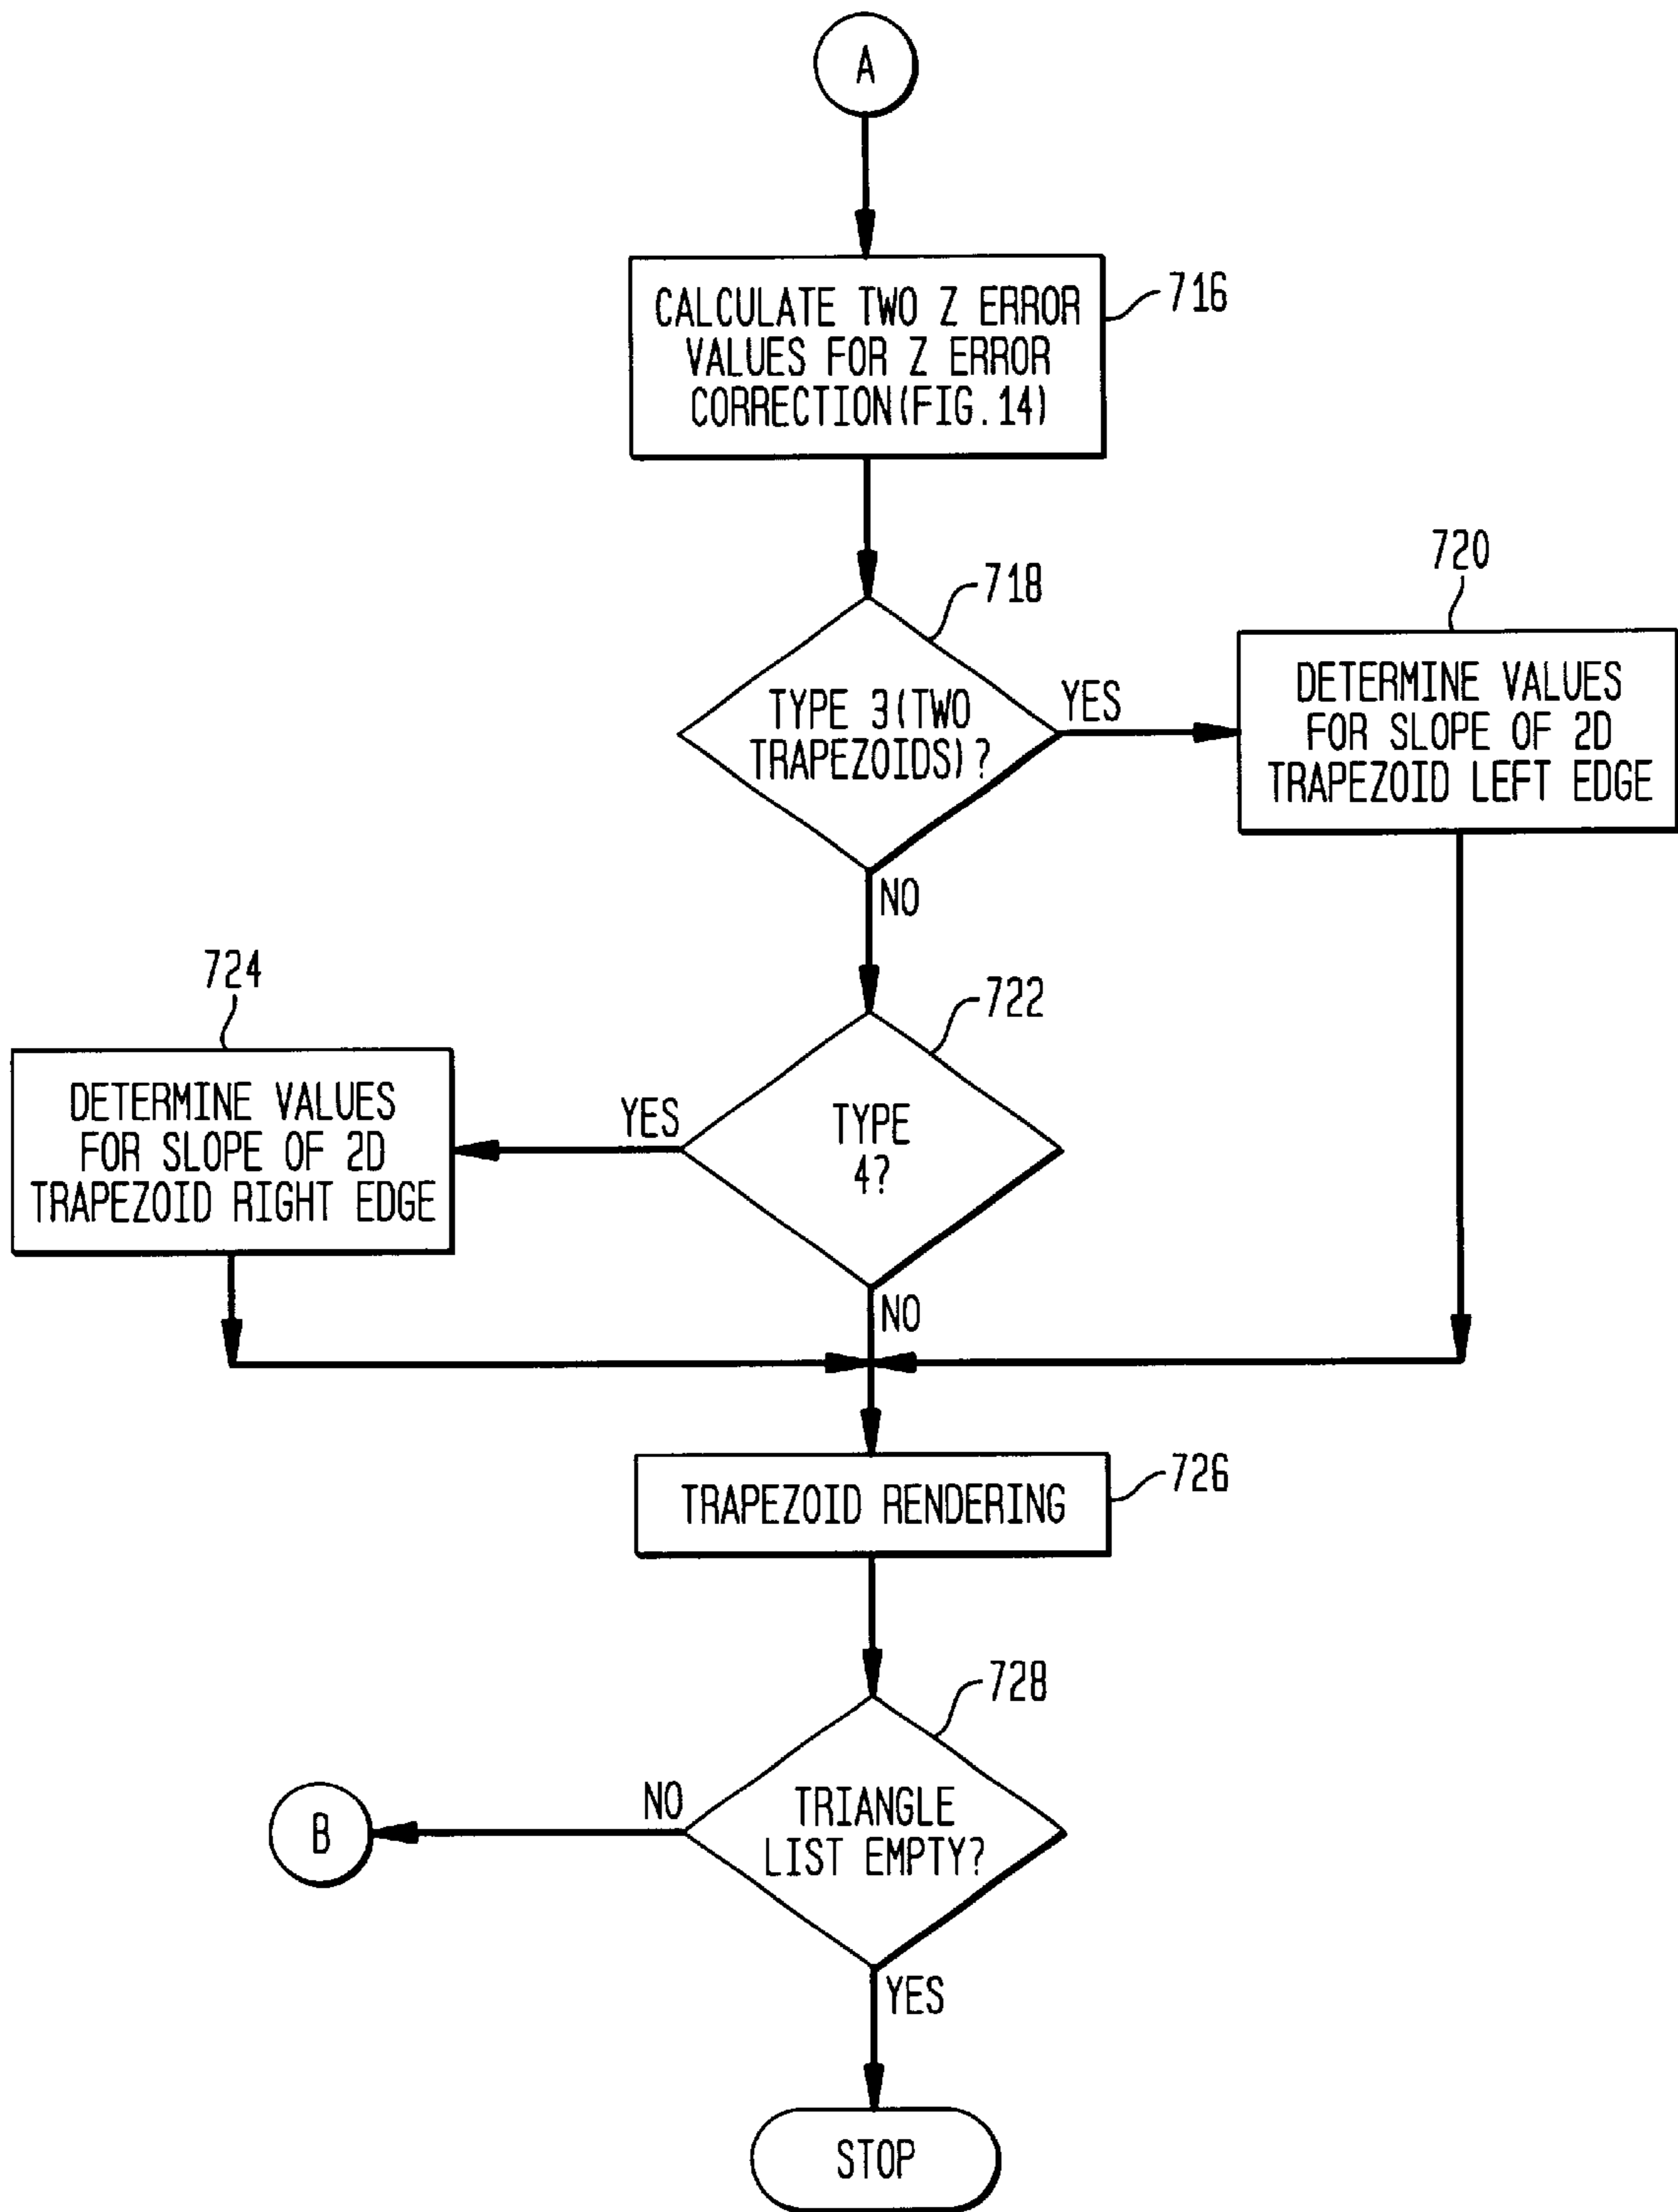 A
CALCULATE TWO Z ERROR
VALUES FOR Z ERROR
CORRECTION(FIG.14)
716
718
TYPE 3(TWO
TRAPEZOIDS)?
YES
720
DETERMINE VALUES
FOR SLOPE OF 2D
TRAPEZOID LEFT EDGE
NO
724
DETERMINE VALUES
FOR SLOPE OF 2D
TRAPEZOID RIGHT EDGE
YES
722
TYPE
4?
NO
TRAPEZOID RENDERING
726
728
TRIANGLE
LIST EMPTY?
NO
B
YES
STOP